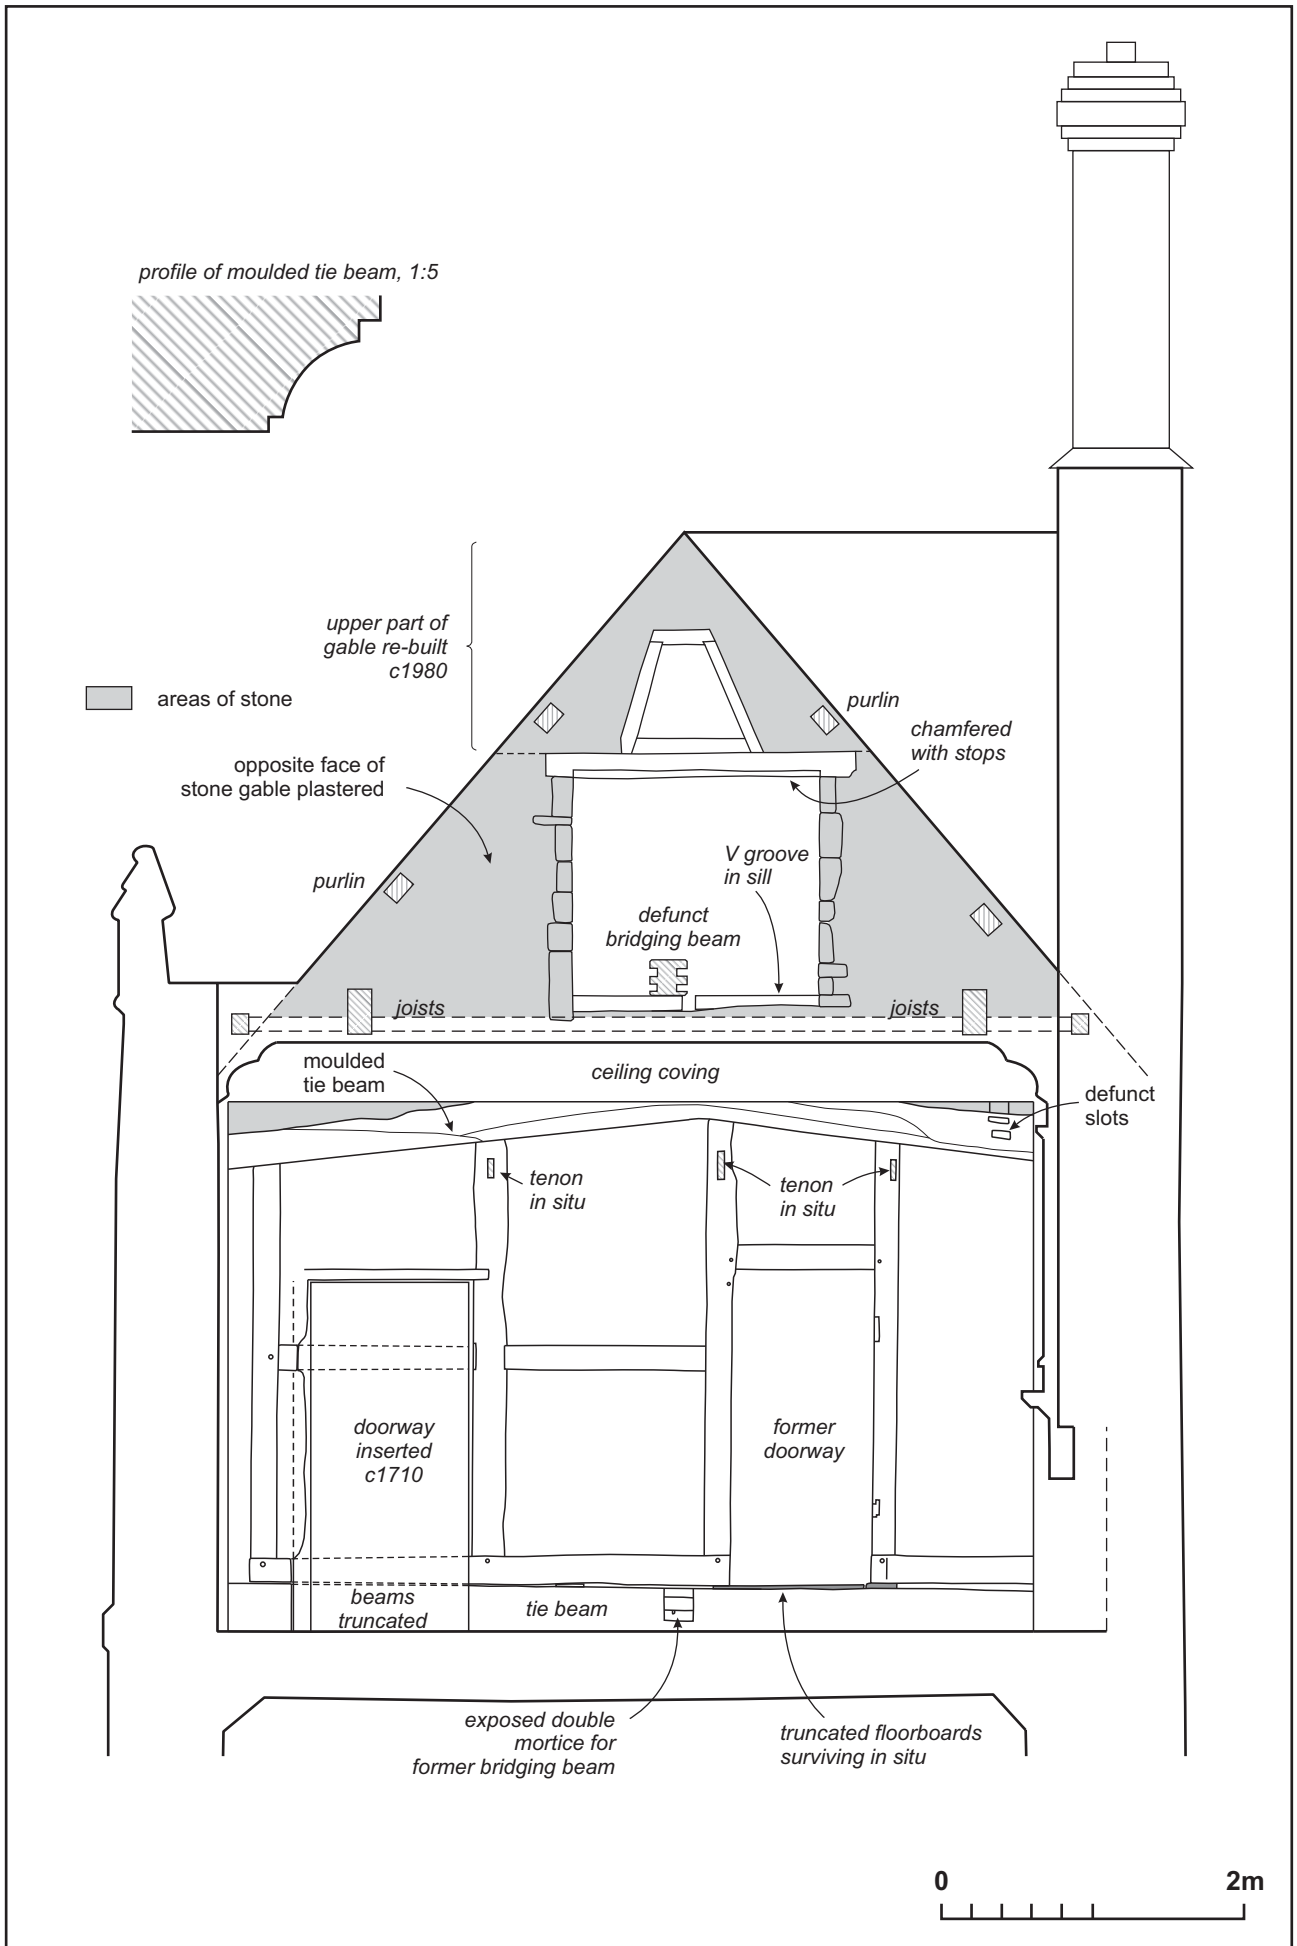 profile of moulded tie beam, 1:5
upper part of
gable re-built
c1980
areas of stone
purlin
chamfered
with stops
opposite face of
stone gable plastered
V groove
in sill
purlin
defunct
bridging beam
joists
joists
moulded
tie beam
ceiling coving
defunct
slots
tenon
in situ
tenon
in situ
doorway
inserted
c1710
former
doorway
beams
truncated
tie beam
exposed double
mortice for
former bridging beam
truncated floorboards
surviving in situ
0
2m